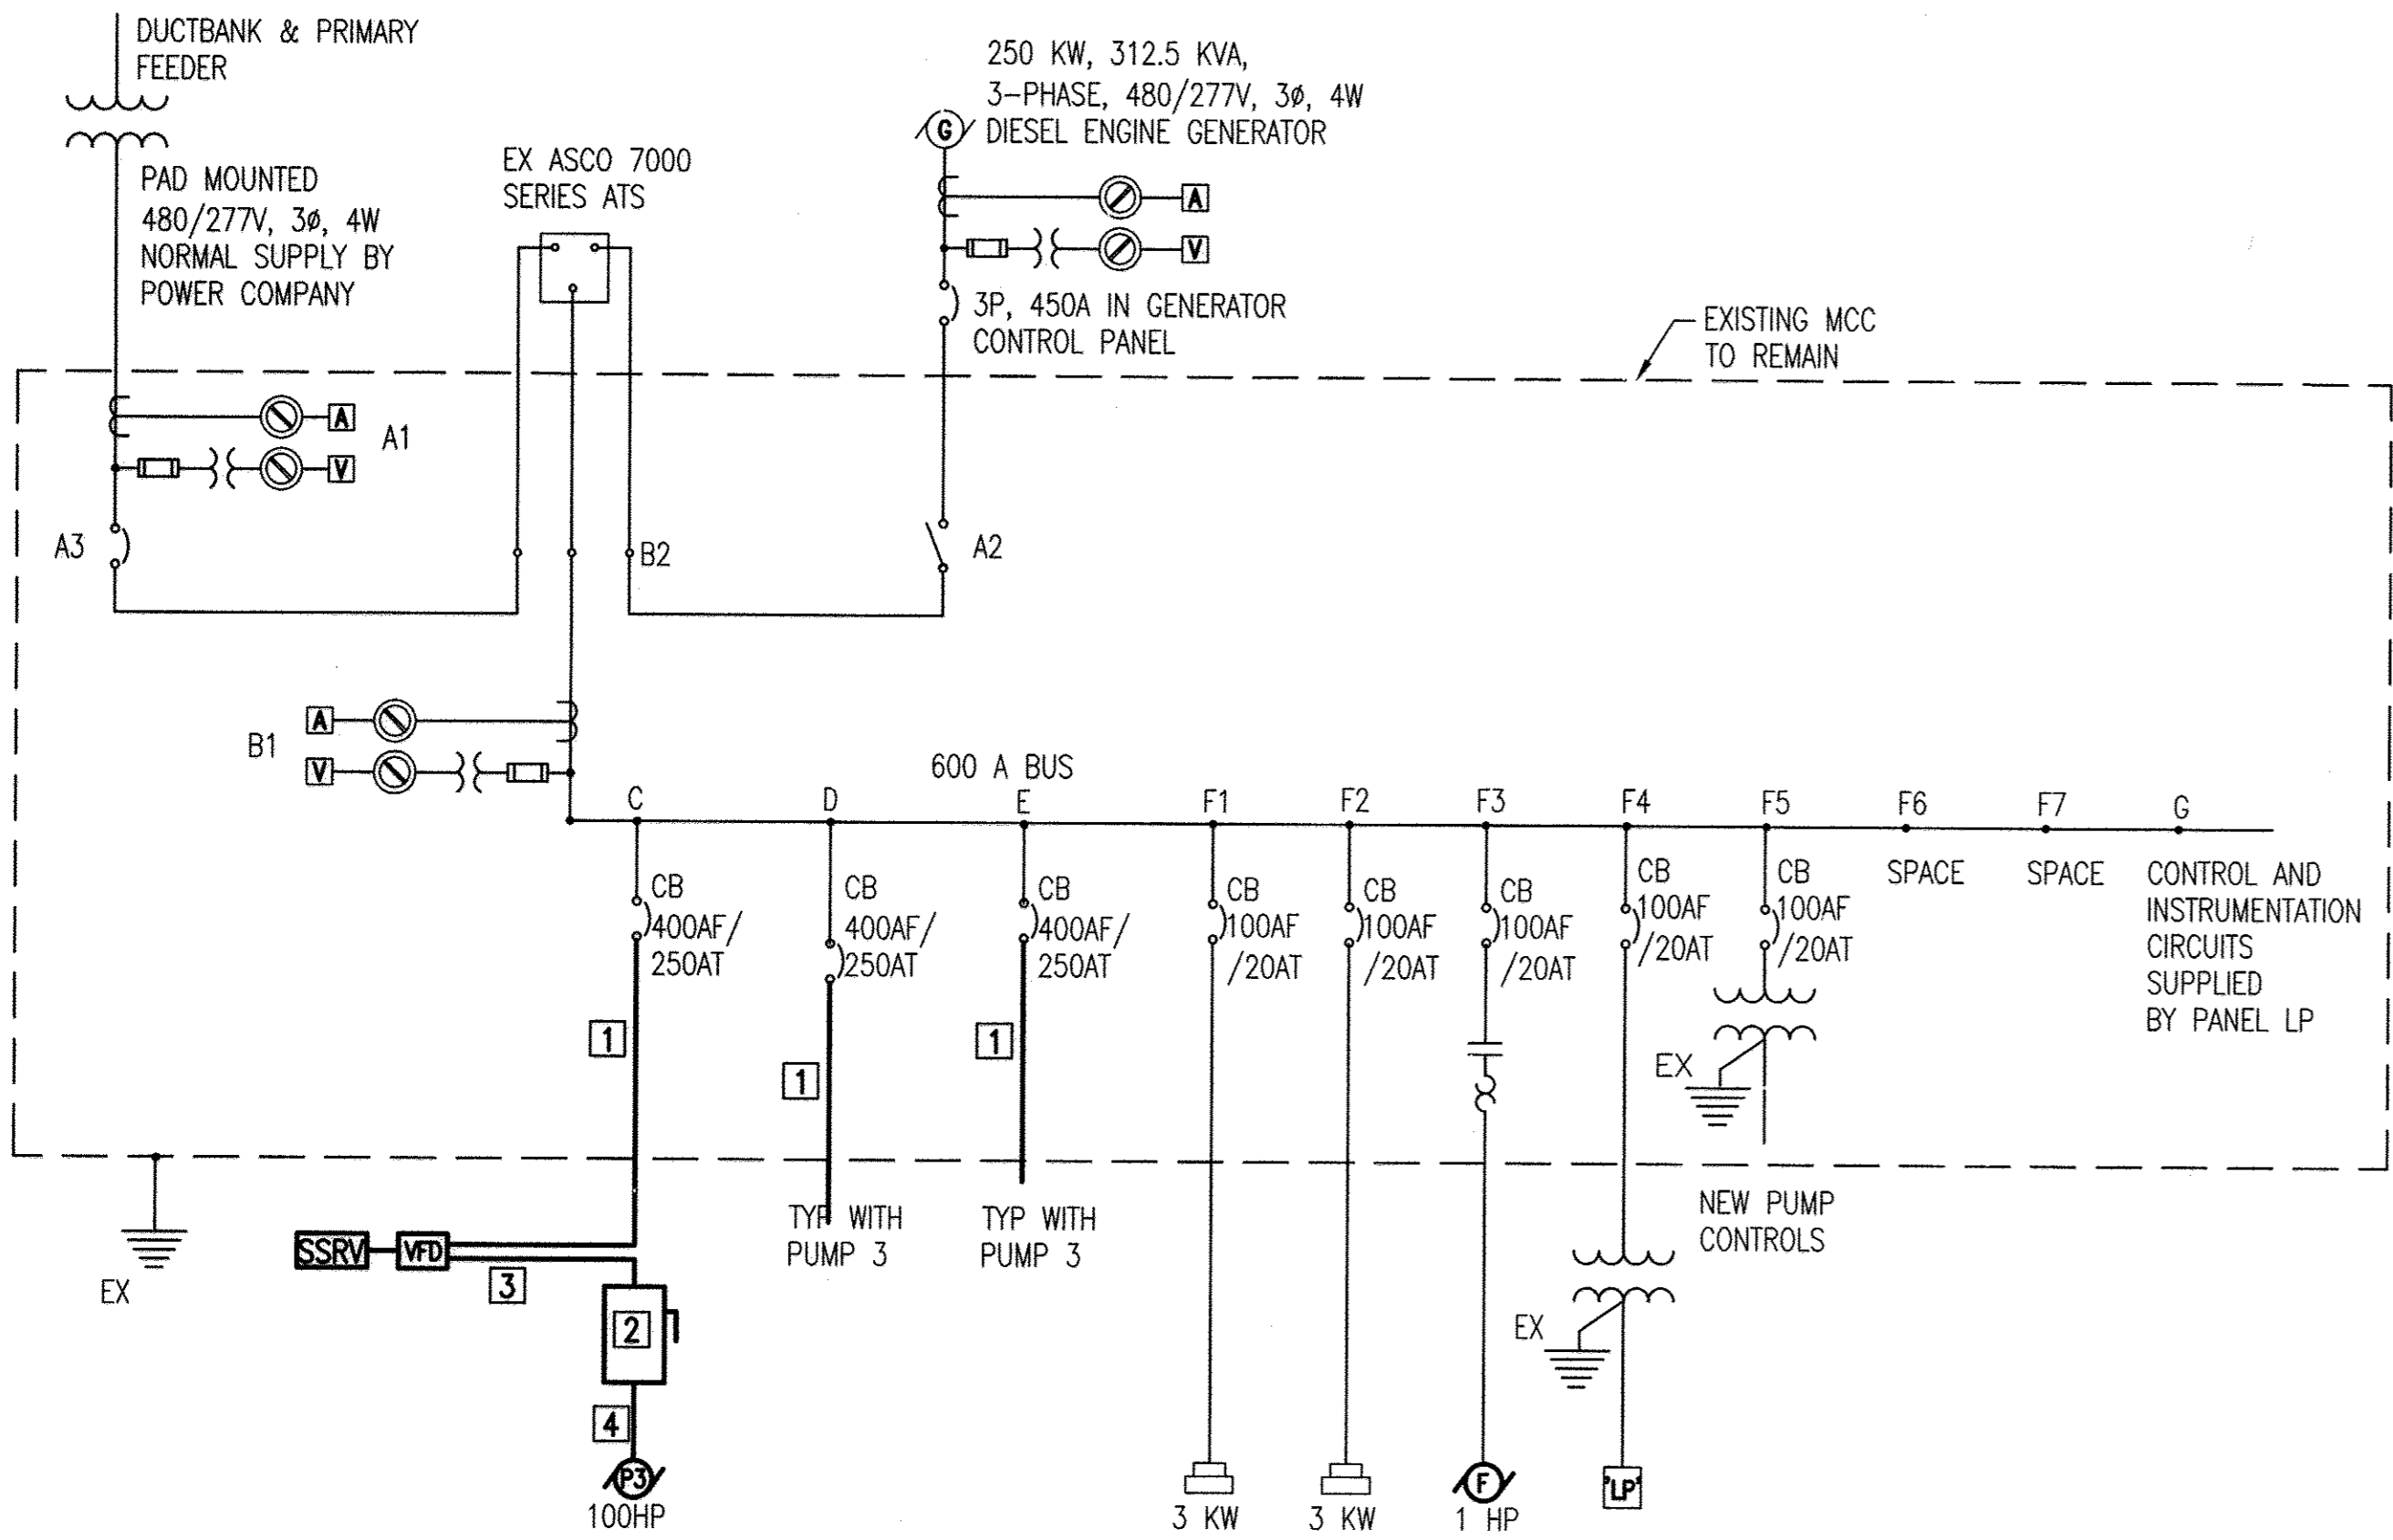 DUCTBANK & PRIMARY
FEEDER
250 KW, 312.5 KVA,
3-PHASE, 480/277V, 3ø, 4W
DIESEL ENGINE GENERATOR
G
EX ASCO 7000
SERIES ATS
PAD MOUNTED
480/277V, 3ø, 4W
NORMAL SUPPLY BY
POWER COMPANY
A
V
3P, 450A IN GENERATOR
CONTROL PANEL
EXISTING MCC
TO REMAIN
A
A1
V
A3
B2
A2
A
B1
V
600 A BUS
C
D
E
F1
F2
F3
F4
F5
F6
F7
G
CB
400AF/
250AT
CB
400AF/
250AT
CB
400AF/
250AT
CB
100AF
/20AT
CB
100AF
/20AT
CB
100AF
/20AT
CB
100AF
/20AT
CB
100AF
/20AT
SPACE
SPACE
CONTROL AND
INSTRUMENTATION
CIRCUITS
SUPPLIED
BY PANEL LP
1
1
1
EX
TYP WITH
PUMP 3
TYP WITH
PUMP 3
NEW PUMP
CONTROLS
SSRV
VFD
3
EX
2
EX
4
P3
100HP
3 KW
3 KW
F
1 HP
'LP'